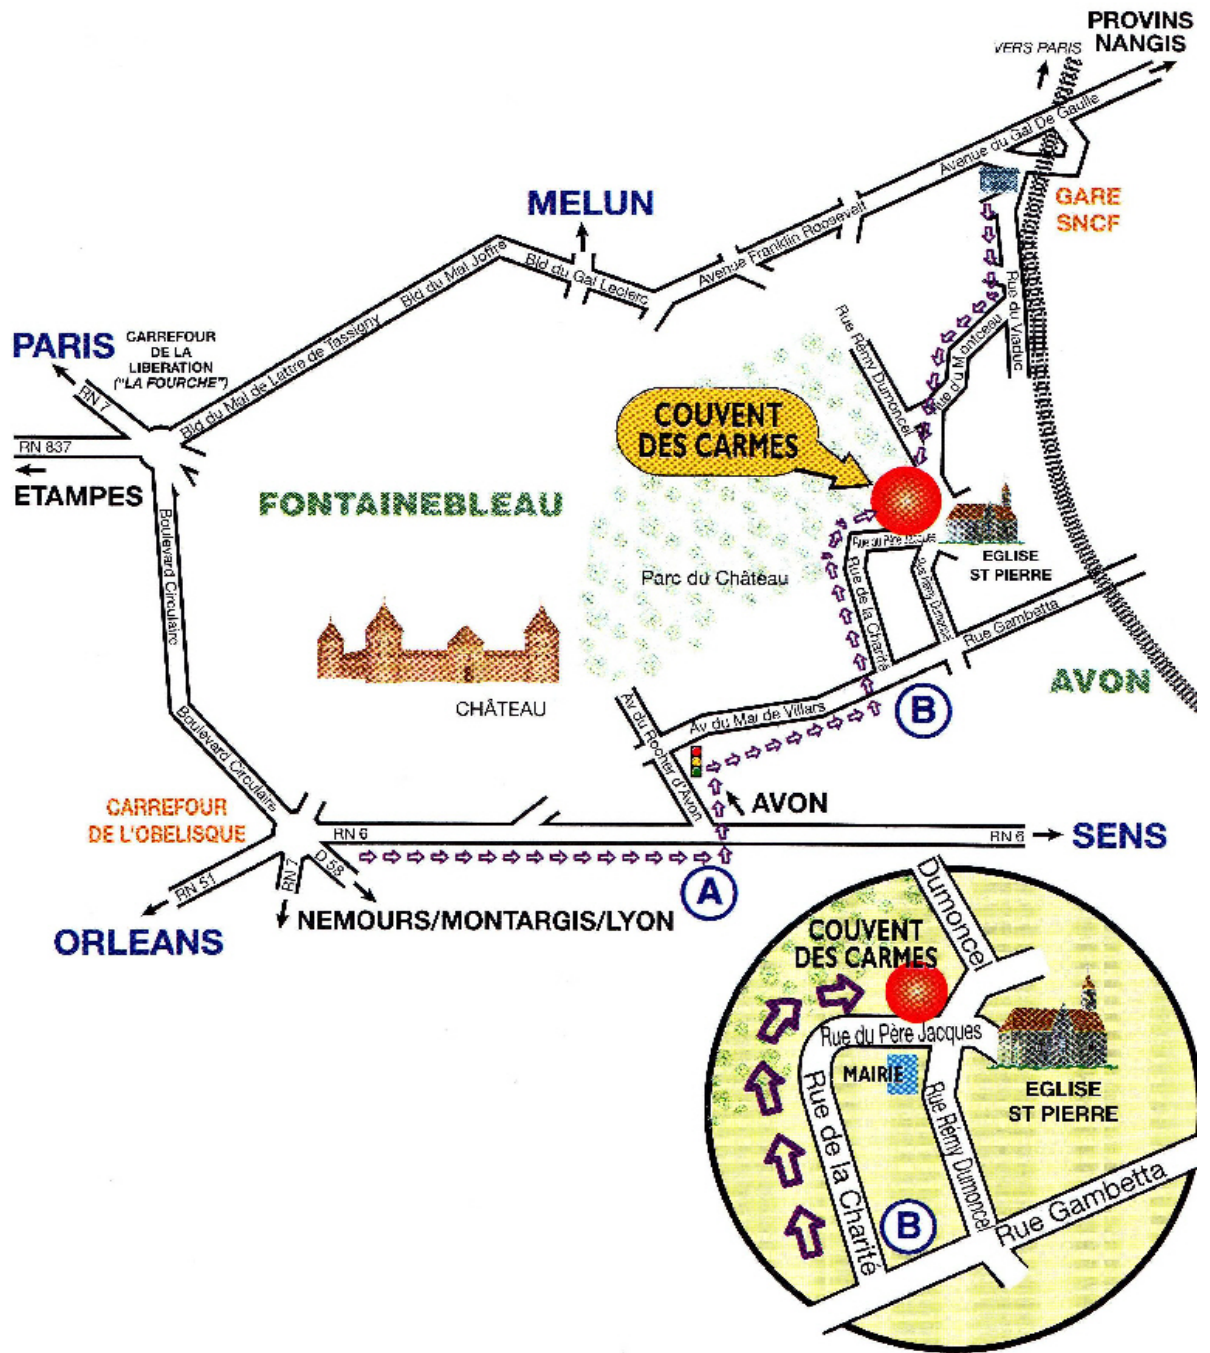 PROVINS
NANGIS
VERS PARIS
Avenue du Gal De Gaulle
GARE
SNCF
MELUN
Avenue Franklin Roosevelt
Bld du Gal Leclerc
Bld du Mal Joffre
Bld du Mal de Lattre de Tassigny
PARIS
CARREFOUR
DE LA
LIBERATION
("LA FOURCHE")
RN 7
RN 837
ETAMPES
Rue du Viaduc
Rue du Montceau
Rue Rémy Dumoncel
COUVENT
DES CARMES
FONTAINEBLEAU
Boulevard Circulaire
Rue du Père Jacques
EGLISE
ST PIERRE
Parc du Château
Rue de la Charité
Rue Rémy Dumoncel
Rue Gambetta
AVON
CHÂTEAU
Av du Rocher d'Avon
Av du Mal de Villars
B
Boulevard Circulaire
CARREFOUR
DE L'OBELISQUE
AVON
RN 6
RN 6
SENS
RN 51
RN 7
D 58
A
ORLEANS
NEMOURS/MONTARGIS/LYON
Dumoncel
COUVENT
DES CARMES
Rue du Père Jacques
MAIRIE
EGLISE
ST PIERRE
Rue de la Charité
Rue Rémy Dumoncel
B
Rue Gambetta